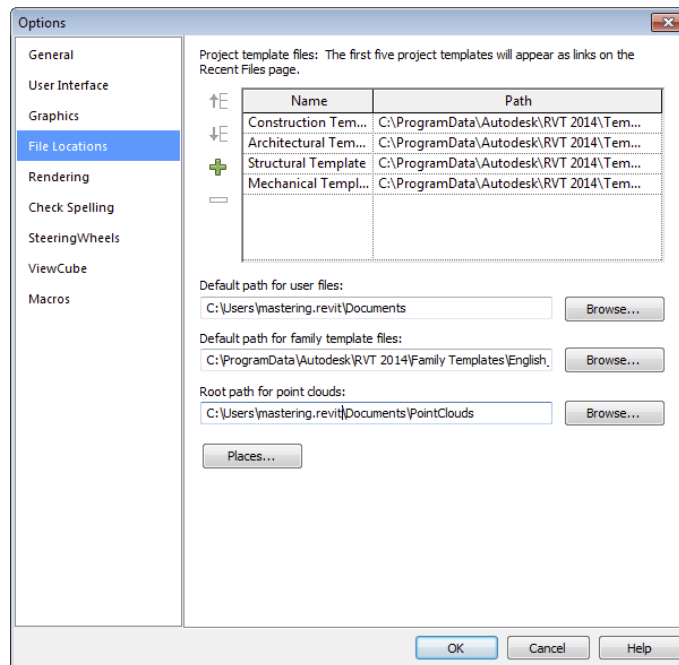 Options
General
User Interface
Graphics
File Locations
Rendering
Check Spelling
SteeringWheels
ViewCube
Macros
Project template files: The first five project templates will appear as links on the
Recent Files page.
Name Path
Construction Tem... C:\ProgramData\Autodesk\RVT 2014\Tem...
Architectural Tem... C:\ProgramData\Autodesk\RVT 2014\Tem...
Structural Template C:\ProgramData\Autodesk\RVT 2014\Tem...
Mechanical Templ... C:\ProgramData\Autodesk\RVT 2014\Tem...
Default path for user files:
C:\Users\mastering.revit\Documents Browse...
Default path for family template files:
C:\ProgramData\Autodesk\RVT 2014\Family Templates\English_ Browse...
Root path for point clouds:
C:\Users\mastering.revit\Documents\PointClouds Browse...
Places...
OK Cancel Help